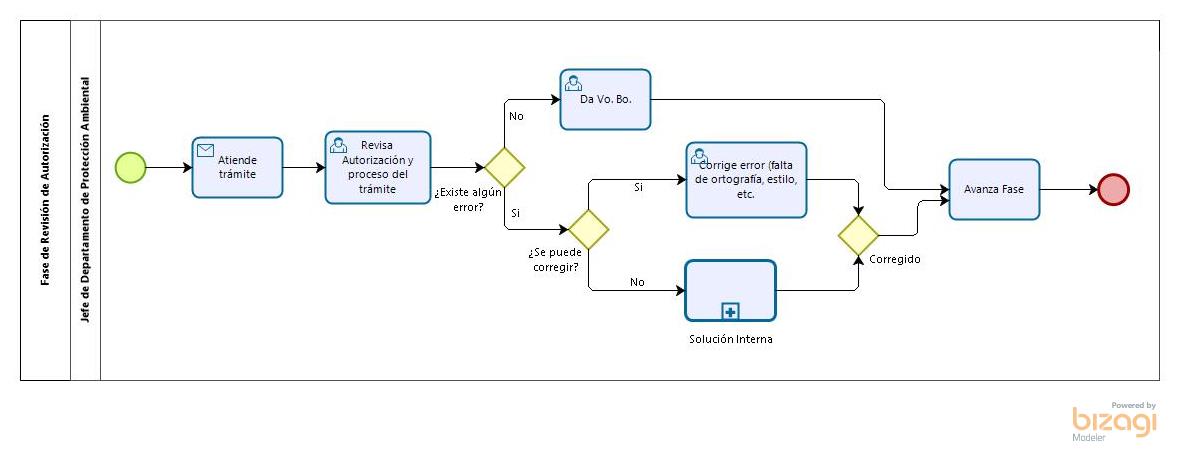 Fase de Revisión de Autorización
Jefe de Departamento de Protección Ambiental
Atiende
trámite
Revisa
Autorización y
proceso del
trámite
¿Existe algún
error?
No
Da Vo. Bo.
Si
¿Se puede
corregir?
Si
Corrige error (falta
de ortografía, estilo,
etc.
No
Solución Interna
Corregido
Avanza Fase
Powered by
bizagi
Modeler